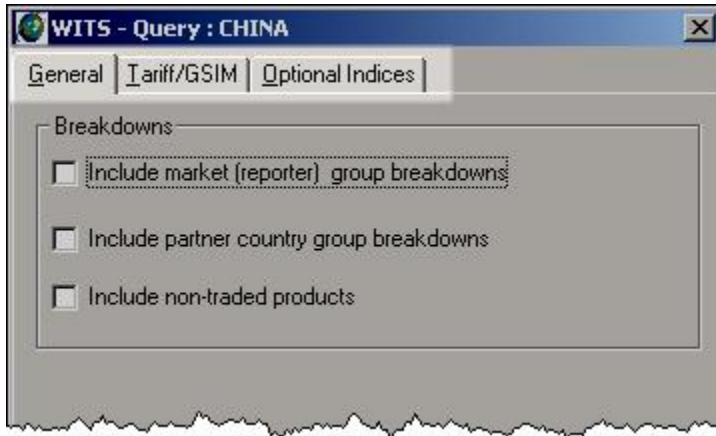 WITS - Query : CHINA
General Tariff/GSIM Optional Indices
Breakdowns
Include market (reporter) group breakdowns
Include partner country group breakdowns
Include non-traded products